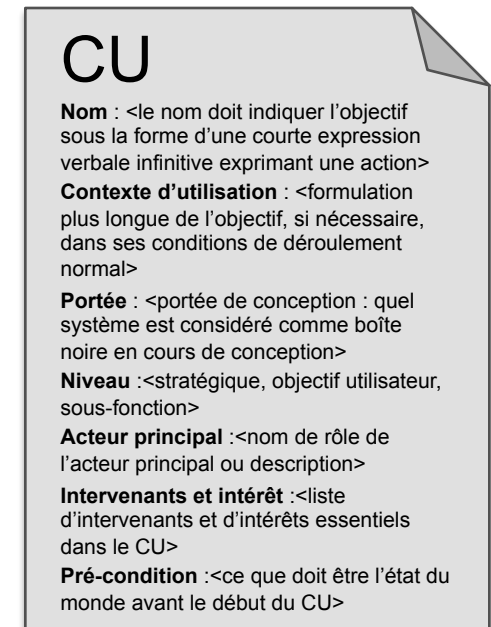 CU
Nom : <le nom doit indiquer l’objectif
sous la forme d’une courte expression
verbale infinitive exprimant une action>
Contexte d’utilisation : <formulation
plus longue de l’objectif, si nécessaire,
dans ses conditions de déroulement
normal>
Portée : <portée de conception : quel
système est considéré comme boîte
noire en cours de conception>
Niveau :<stratégique, objectif utilisateur,
sous-fonction>
Acteur principal :<nom de rôle de
l’acteur principal ou description>
Intervenants et intérêt :<liste
d’intervenants et d’intérêts essentiels
dans le CU>
Pré-condition :<ce que doit être l’état du
monde avant le début du CU>